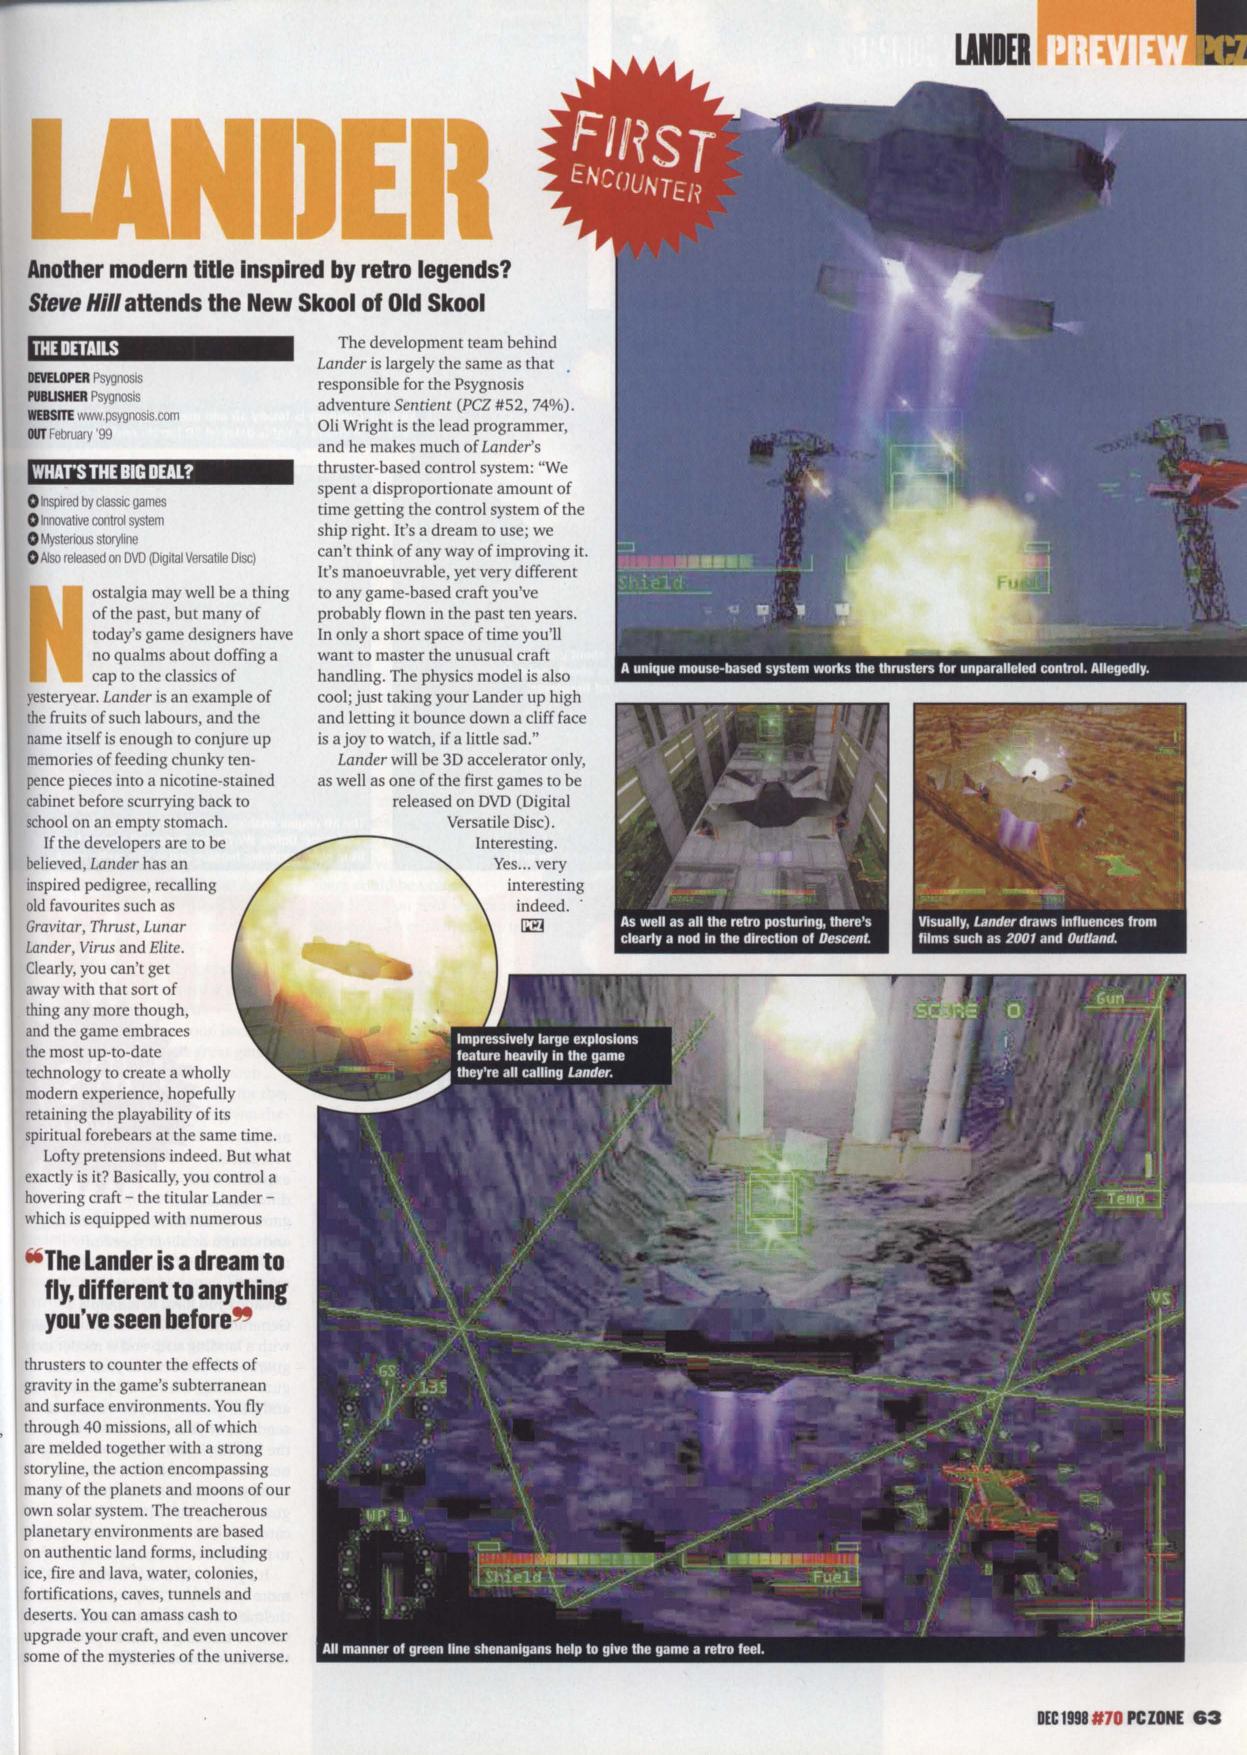 LANDER PREVIEW PCZ
LANDER
FIRST
ENCOUNTER
Another modern title inspired by retro legends?
Steve Hill attends the New Skool of Old Skool
THE DETAILS
DEVELOPER Psygnosis
PUBLISHER Psygnosis
WEBSITE www.psygnosis.com
OUT February '99
WHAT'S THE BIG DEAL?
Inspired by classic games
Innovative control system
Mysterious storyline
Also released on DVD (Digital Versatile Disc)
Nostalgia may well be a thing
of the past, but many of
today's game designers have
no qualms about doffing a
cap to the classics of
yesteryear. Lander is an example of
the fruits of such labours, and the
name itself is enough to conjure up
memories of feeding chunky ten-
pence pieces into a nicotine-stained
cabinet before scurrying back to
school on an empty stomach.
If the developers are to be
believed, Lander has an
inspired pedigree, recalling
old favourites such as
Gravitar, Thrust, Lunar
Lander, Virus and Elite.
Clearly, you can't get
away with that sort of
thing any more though,
and the game embraces
the most up-to-date
technology to create a wholly
modern experience, hopefully
retaining the playability of its
spiritual forebears at the same time.
Lofty pretensions indeed. But what
exactly is it? Basically, you control a
hovering craft – the titular Lander –
which is equipped with numerous
“The Lander is a dream to
fly, different to anything
you've seen before”
thrusters to counter the effects of
gravity in the game's subterranean
and surface environments. You fly
through 40 missions, all of which
are melded together with a strong
storyline, the action encompassing
many of the planets and moons of our
own solar system. The treacherous
planetary environments are based
on authentic land forms, including
ice, fire and lava, water, colonies,
fortifications, caves, tunnels and
deserts. You can amass cash to
upgrade your craft, and even uncover
some of the mysteries of the universe.
The development team behind
Lander is largely the same as that
responsible for the Psygnosis
adventure Sentient (PCZ #52, 74%).
Oli Wright is the lead programmer,
and he makes much of Lander's
thruster-based control system: “We
spent a disproportionate amount of
time getting the control system of the
ship right. It's a dream to use; we
can't think of any way of improving it.
It's manoeuvrable, yet very different
to any game-based craft you've
probably flown in the past ten years.
In only a short space of time you'll
want to master the unusual craft
handling. The physics model is also
cool; just taking your Lander up high
and letting it bounce down a cliff face
is a joy to watch, if a little sad.”
Lander will be 3D accelerator only,
as well as one of the first games to be
released on DVD (Digital
Versatile Disc).
Interesting.
Yes... very
interesting
indeed.
PCZ
Shield
Fuel
A unique mouse-based system works the thrusters for unparalleled control. Allegedly.
As well as all the retro posturing, there's
clearly a nod in the direction of Descent.
Visually, Lander draws influences from
films such as 2001 and Outland.
Impressively large explosions
feature heavily in the game
they're all calling Lander.
SCORE 0
Gun
Temp
VS
GS
135
WP 1
Shield
Fuel
All manner of green line shenanigans help to give the game a retro feel.
DEC 1998 #70 PC ZONE 63